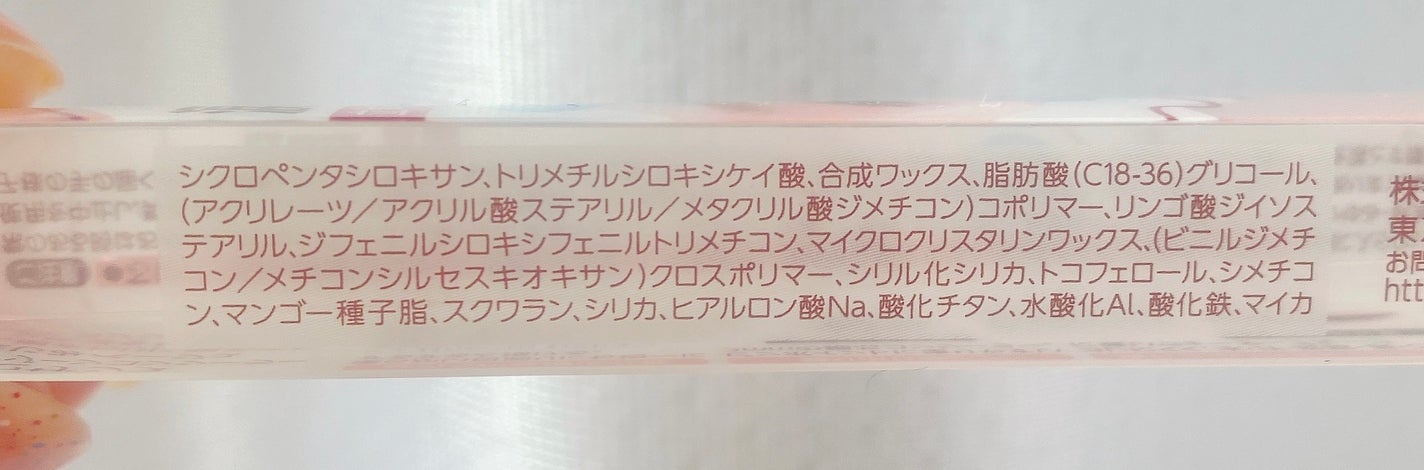 シクロペンタシロキサン、トリメチルシロキシケイ酸、合成ワックス、脂肪酸(C18-36)グリコール、
(アクリレーツ／アクリル酸ステアリル／メタクリル酸ジメチコン)コポリマー、リンゴ酸ジイソス
テアリル、ジフェニルシロキシフェニルトリメチコン、マイクロクリスタリンワックス、(ビニルジメチ
コン／メチコンシルセスキオキサン)クロスポリマー、シリル化シリカ、トコフェロール、シメチコ
ン、マンゴー種子脂、スクワラン、シリカ、ヒアルロン酸Na、酸化チタン、水酸化Al、酸化鉄、マイカ
株
東
お問
htt